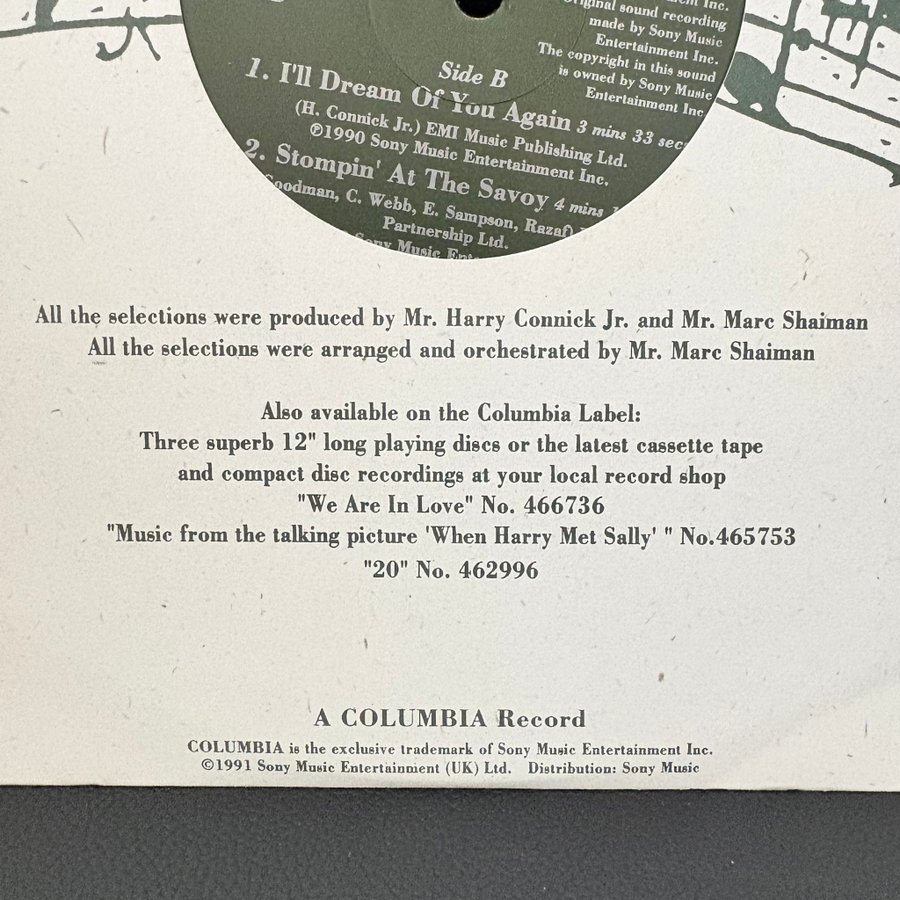 Inc.
original sound recording
made by Sony Music
Entertainment Inc.
The copyright in this sound
is owned by Sony Music
Entertainment Inc
Side B
1. I'll Dream Of You Again 3 mins 33 sec
(H. Connick Jr.) EMI Music Publishing Ltd.
℗1990 Sony Music Entertainment Inc.
2. Stompin' At The Savoy 4 mins
Goodman, C. Webb, E. Sampson, Razaf)
Partnership Ltd.
Sony Music
All the selections were produced by Mr. Harry Connick Jr. and Mr. Marc Shaiman
All the selections were arranged and orchestrated by Mr. Marc Shaiman
Also available on the Columbia Label:
Three superb 12" long playing discs or the latest cassette tape
and compact disc recordings at your local record shop
"We Are In Love" No. 466736
"Music from the talking picture 'When Harry Met Sally' " No.465753
"20" No. 462996
A COLUMBIA Record
COLUMBIA is the exclusive trademark of Sony Music Entertainment Inc.
©1991 Sony Music Entertainment (UK) Ltd. Distribution: Sony Music